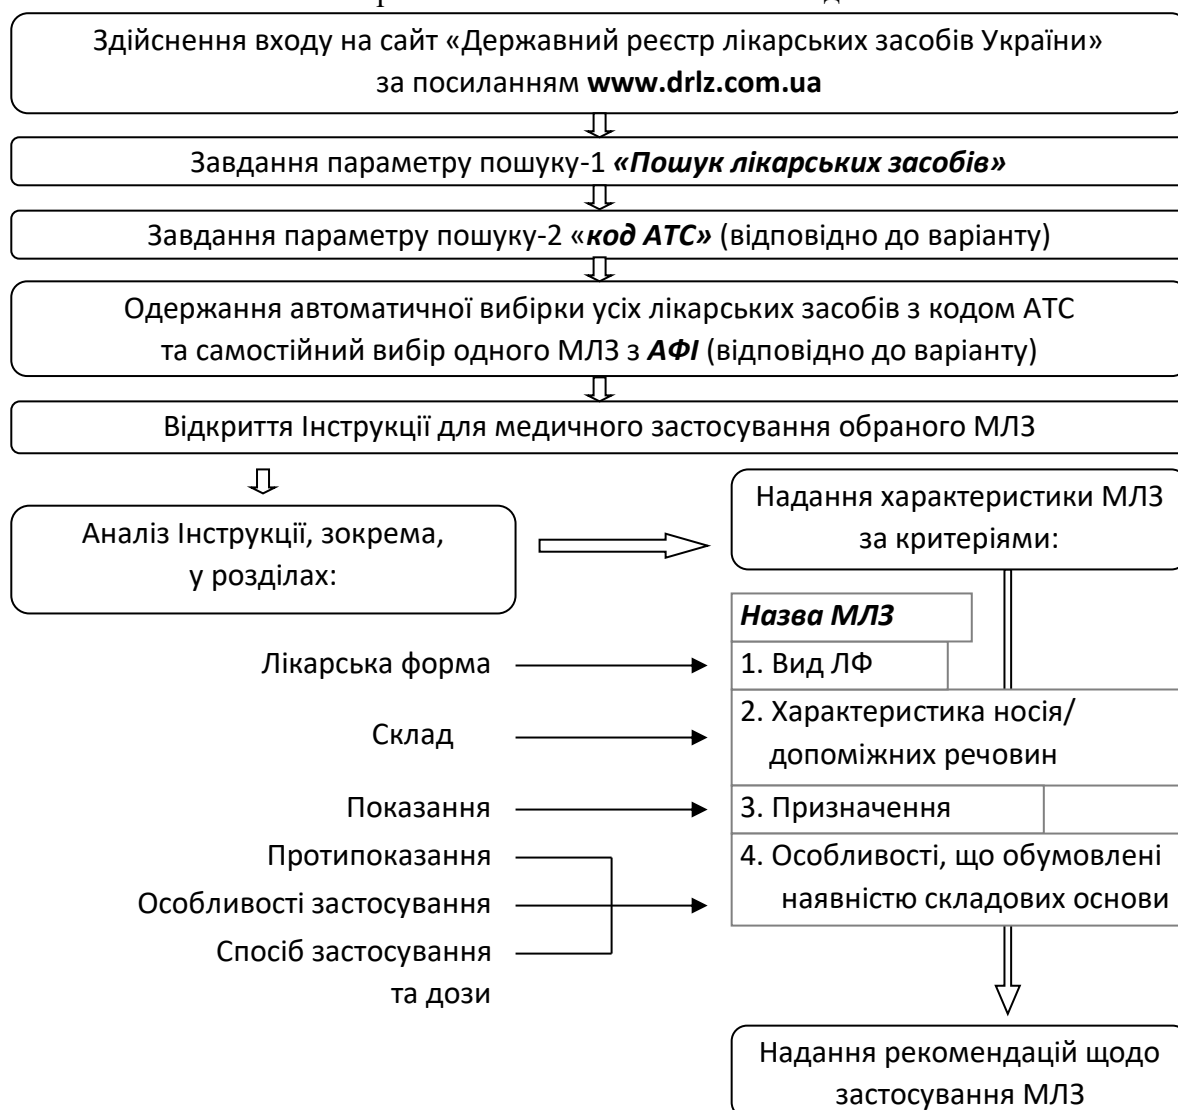 Здійснення входу на сайт «Державний реєстр лікарських засобів України»
за посиланням www.drlz.com.ua
Завдання параметру пошуку-1 «Пошук лікарських засобів»
Завдання параметру пошуку-2 «код АТС» (відповідно до варіанту)
Одержання автоматичної вибірки усіх лікарських засобів з кодом АТС
та самостійний вибір одного МЛЗ з АФІ (відповідно до варіанту)
Відкриття Інструкції для медичного застосування обраного МЛЗ
Аналіз Інструкції, зокрема,
у розділах:
Надання характеристики МЛЗ
за критеріями:
Назва МЛЗ
Лікарська форма
1. Вид ЛФ
Склад
2. Характеристика носія/
допоміжних речовин
Показання
3. Призначення
Протипоказання
Особливості застосування
Спосіб застосування
та дози
4. Особливості, що обумовлені
наявністю складових основи
Надання рекомендацій щодо
застосування МЛЗ